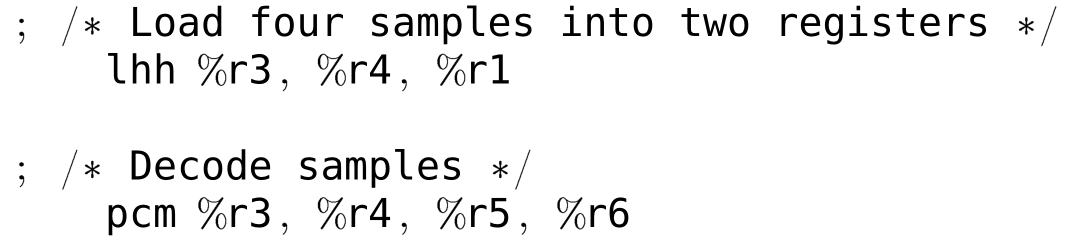 ; /* Load four samples into two registers */
lhh %r3, %r4, %r1
; /* Decode samples */
pcm %r3, %r4, %r5, %r6